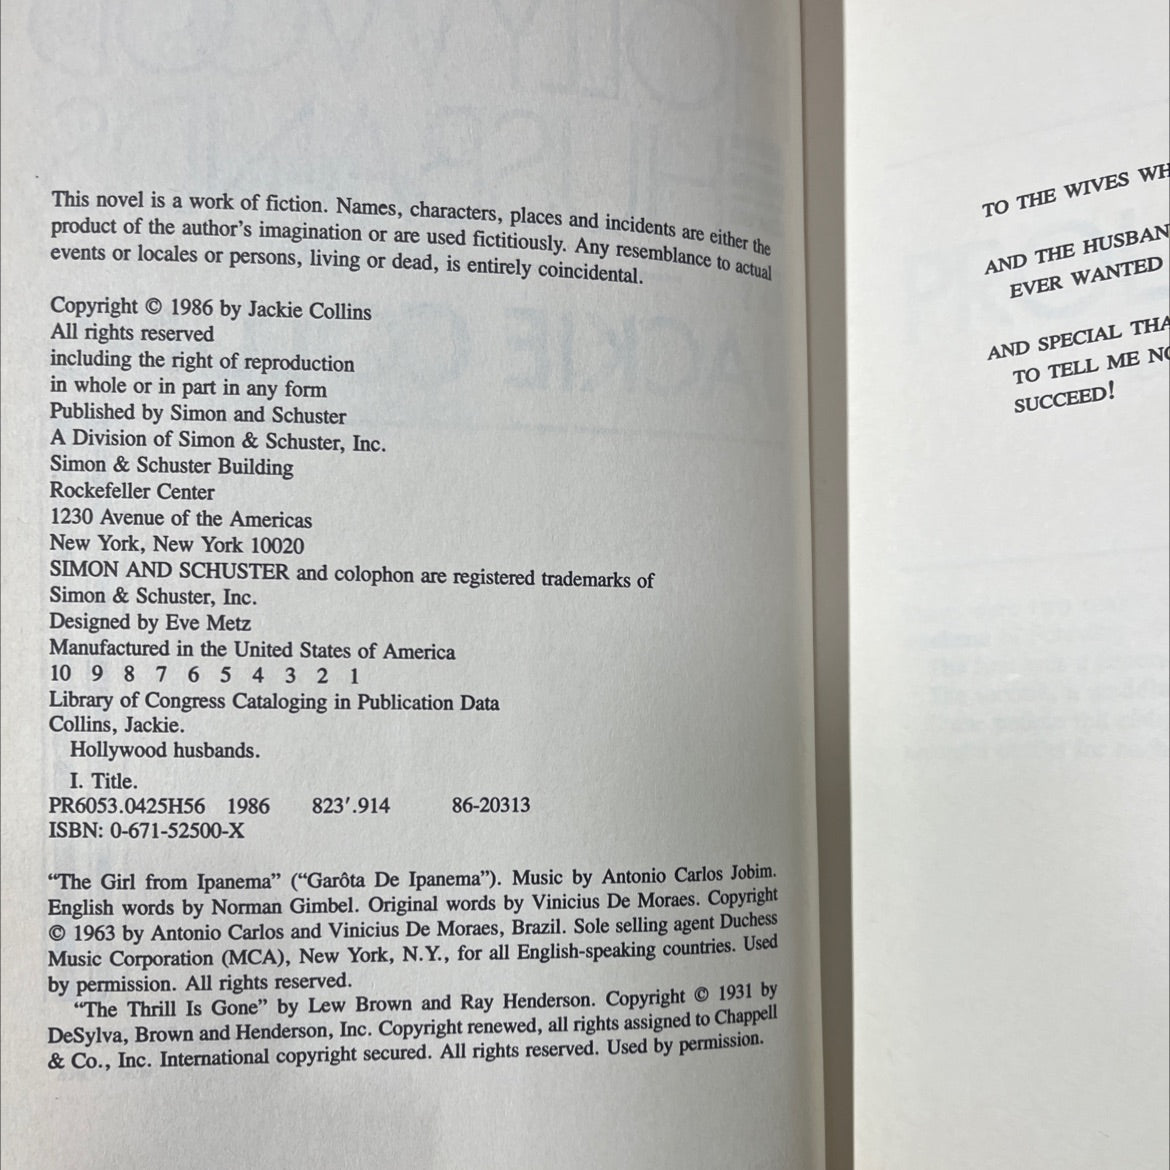 This novel is a work of fiction. Names, characters, places and incidents are either the
product of the author's imagination or are used fictitiously. Any resemblance to actual
events or locales or persons, living or dead, is entirely coincidental.
Copyright © 1986 by Jackie Collins
All rights reserved
including the right of reproduction
in whole or in part in any form
Published by Simon and Schuster
A Division of Simon & Schuster, Inc.
Simon & Schuster Building
Rockefeller Center
1230 Avenue of the Americas
New York, New York 10020
SIMON AND SCHUSTER and colophon are registered trademarks of
Simon & Schuster, Inc.
Designed by Eve Metz
Manufactured in the United States of America
10 9 8 7 6 5 4 3 2 1
Library of Congress Cataloging in Publication Data
Collins, Jackie.
Hollywood husbands.
I. Title.
PR6053.0425H56 1986 823′.914 86-20313
ISBN: 0-671-52500-X
“The Girl from Ipanema” (“Garôta De Ipanema”). Music by Antonio Carlos Jobim.
English words by Norman Gimbel. Original words by Vinicius De Moraes. Copyright
© 1963 by Antonio Carlos and Vinicius De Moraes, Brazil. Sole selling agent Duchess
Music Corporation (MCA), New York, N.Y., for all English-speaking countries. Used
by permission. All rights reserved.
“The Thrill Is Gone” by Lew Brown and Ray Henderson. Copyright © 1931 by
DeSylva, Brown and Henderson, Inc. Copyright renewed, all rights assigned to Chappell
& Co., Inc. International copyright secured. All rights reserved. Used by permission.
TO THE WIVES WH
AND THE HUSBAN
EVER WANTED
AND SPECIAL THA
TO TELL ME NO
SUCCEED!